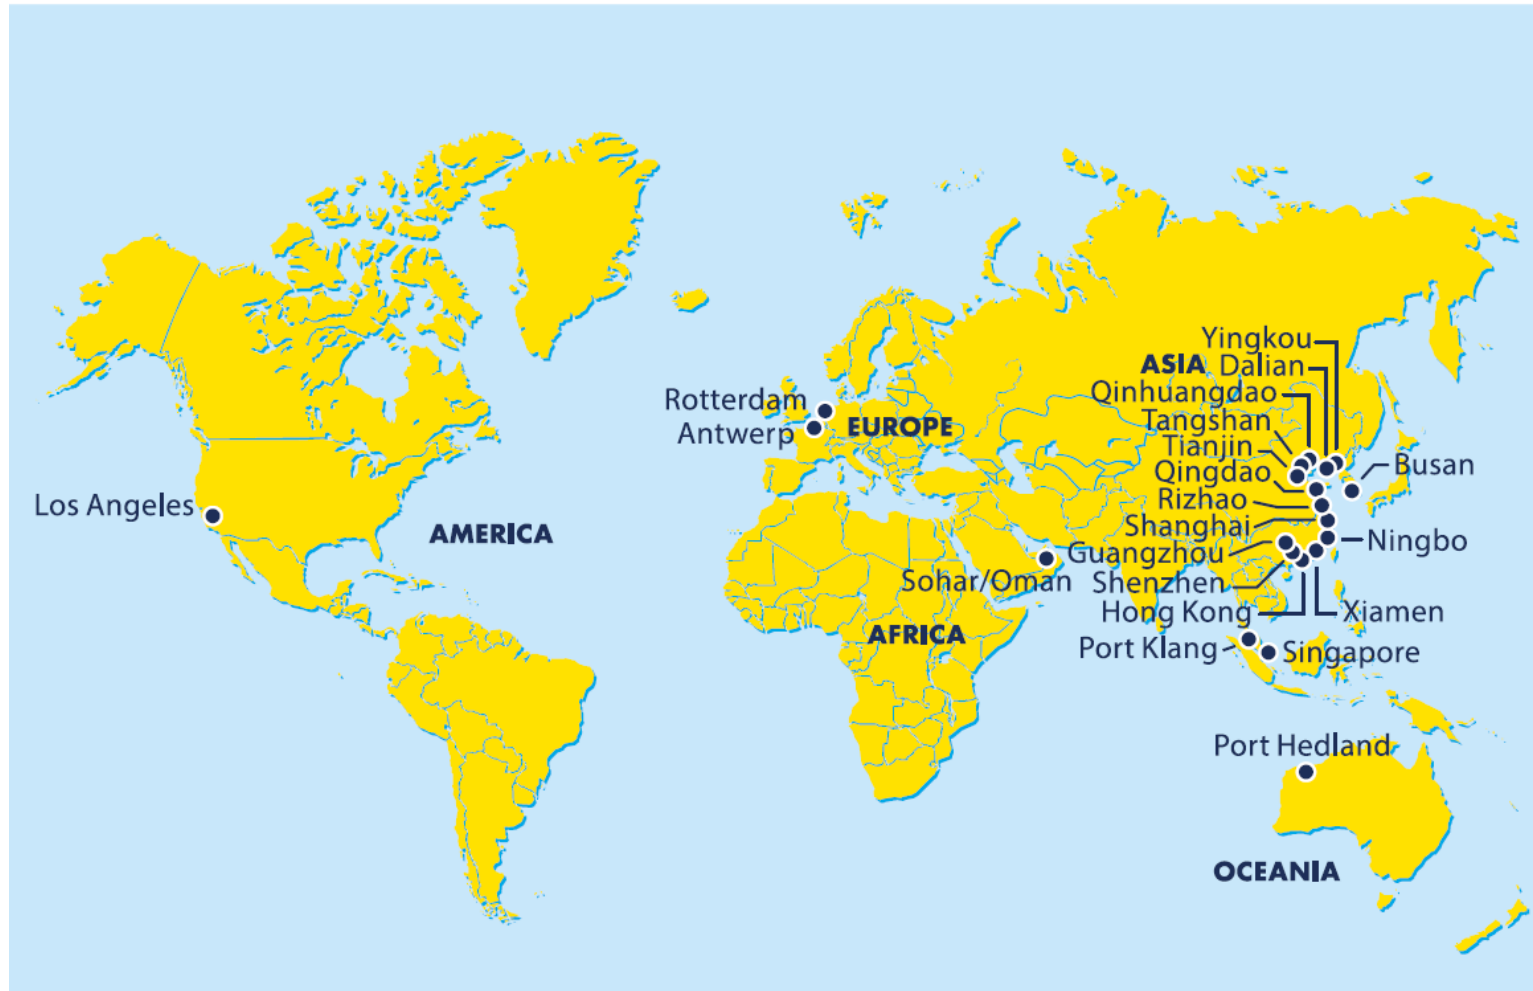 Yingkou
ASIA Dalian
Qinhuangdao
Tangshan
Tianjin
Qingdao
Busan
Rizhao
Shanghai
Guangzhou
Ningbo
Shenzhen
Hong Kong
Xiamen
Port Klang
Singapore
Rotterdam
EUROPE
Antwerp
Los Angeles
AMERICA
Sohar/Oman
AFRICA
Port Hedland
OCEANIA